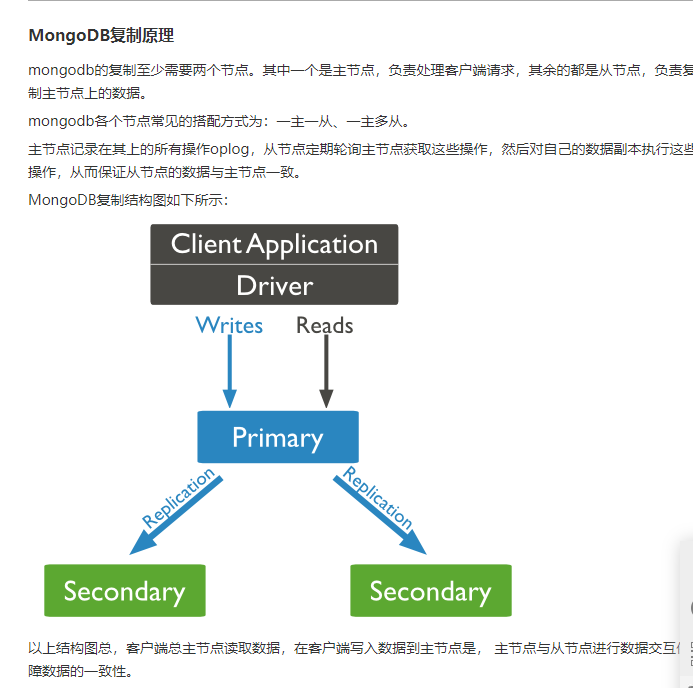 MongoDB复制原理
mongodb的复制至少需要两个节点。其中一个是主节点，负责处理客户端请求，其余的都是从节点，负责复
制主节点上的数据。
mongodb各个节点常见的搭配方式为：一主一从、一主多从。
主节点记录在其上的所有操作oplog，从节点定期轮询主节点获取这些操作，然后对自己的数据副本执行这些
操作，从而保证从节点的数据与主节点一致。
MongoDB复制结构图如下所示：
Client Application
Driver
Writes Reads
Primary
Replication Replication
Secondary Secondary
以上结构图总，客户端总主节点读取数据，在客户端写入数据到主节点是， 主节点与从节点进行数据交互
障数据的一致性。